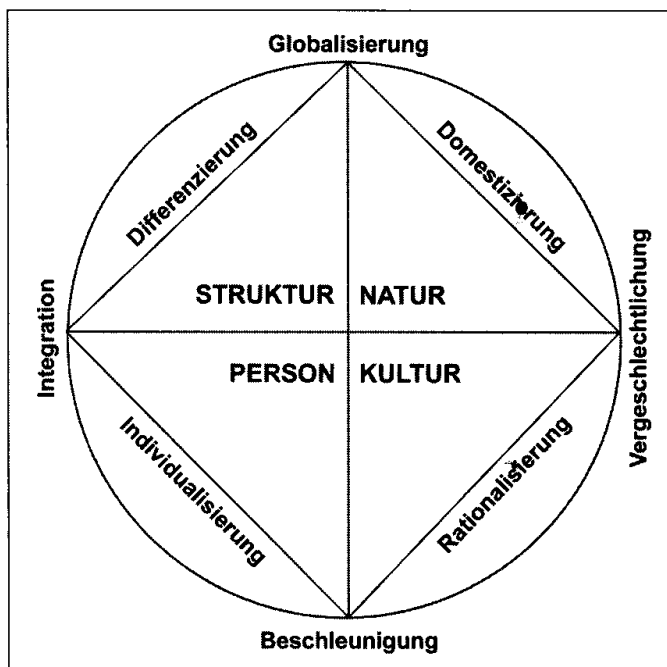 Globalisierung
Differenzierung
Domestizierung
Integration
STRUKTUR
NATUR
Vergeschlechtlichung
PERSON
KULTUR
Individualisierung
Rationalisierung
Beschleunigung